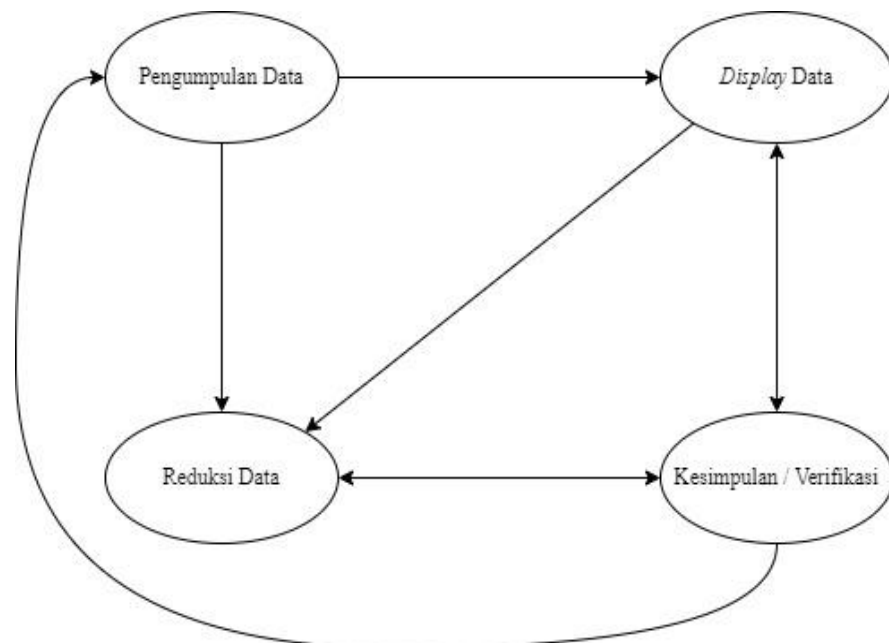 Pengumpulan Data
Display Data
Reduksi Data
Kesimpulan / Verifikasi